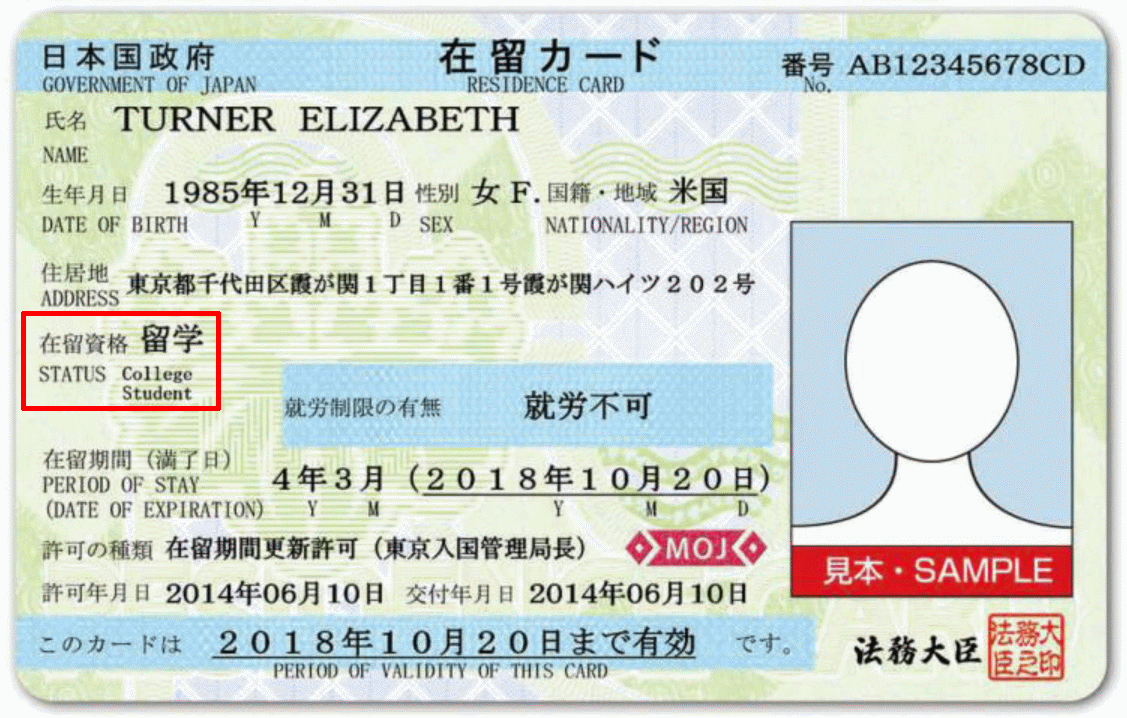 日本国政府 在留カード 番号 AB12345678CD
GOVERNMENT OF JAPAN RESIDENCE CARD No.
氏名 TURNER ELIZABETH
NAME
生年月日 1985年12月31日 性別 女 F. 国籍・地域 米国
DATE OF BIRTH Y M D SEX NATIONALITY/REGION
住居地 東京都千代田区霞が関1丁目1番1号霞が関ハイツ202号
ADDRESS
在留資格 留学
STATUS College
Student
就労制限の有無 就労不可
在留期間(満了日) 4年3月(2018年10月20日)
PERIOD OF STAY
(DATE OF EXPIRATION) Y M Y M D
許可の種類 在留期間更新許可(東京入国管理局長) MOJ
見本・SAMPLE
許可年月日 2014年06月10日 交付年月日 2014年06月10日
このカードは 2018年10月20日まで有効 です。
PERIOD OF VALIDITY OF THIS CARD
法務大臣
法務大臣之印